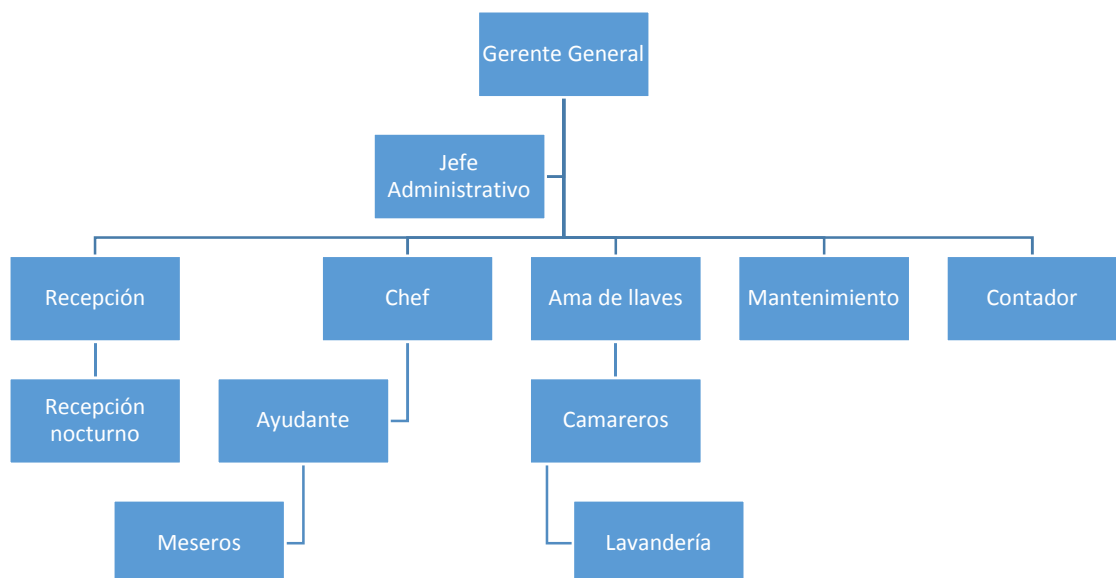 Gerente General
Jefe
Administrativo
Recepción
Chef
Ama de llaves
Mantenimiento
Contador
Recepción
nocturno
Ayudante
Camareros
Meseros
Lavandería